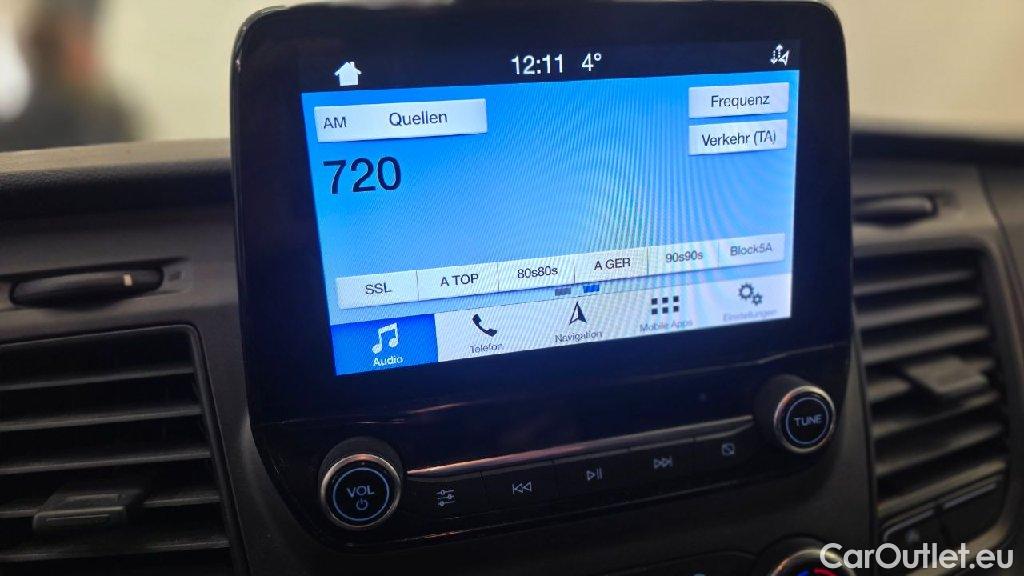 12:11 4°
AM Quellen
Frequenz
Verkehr (TA)
720
SSL A TOP 80s80s A GER 90s90s Block5A
Audio Telefon Navigation Mobile Apps Einstellungen
VOL
TUNE
CarOutlet.eu